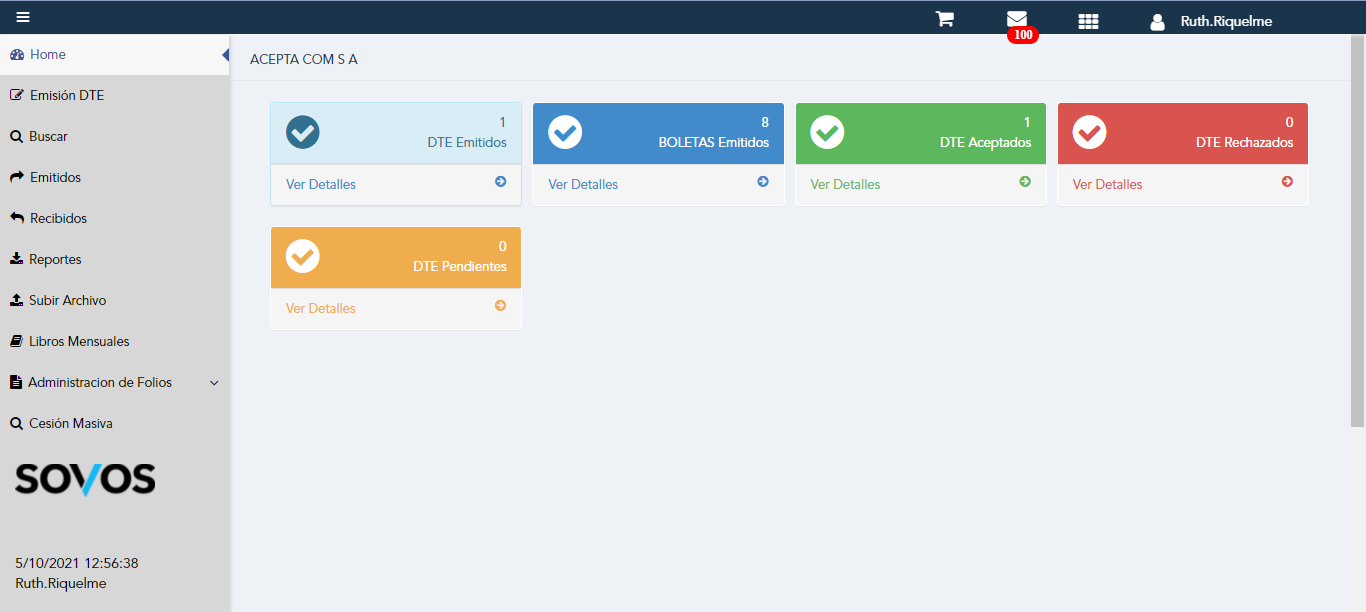 100
Ruth.Riquelme
Home
Emisión DTE
Buscar
Emitidos
Recibidos
Reportes
Subir Archivo
Libros Mensuales
Administracion de Folios
Cesión Masiva
SOVOS
5/10/2021 12:56:38
Ruth.Riquelme
ACEPTA COM S A
1
DTE Emitidos
Ver Detalles
8
BOLETAS Emitidos
Ver Detalles
1
DTE Aceptados
Ver Detalles
0
DTE Rechazados
Ver Detalles
0
DTE Pendientes
Ver Detalles